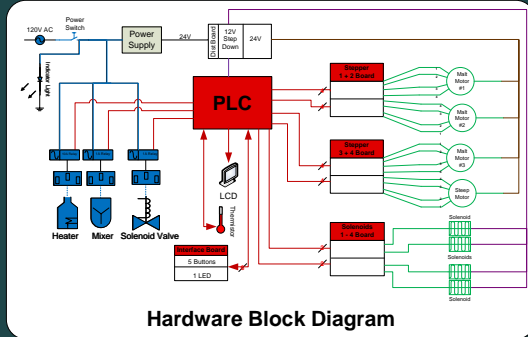 120V AC
Power
Switch
Power
Supply
24V
Dist Board
12V
Step
Down
24V
Indicator Light
PLC
Stepper
1 + 2 Board
Malt
Motor
#1
Malt
Motor
#2
Stepper
3 + 4 Board
Malt
Motor
#3
Steep Motor
LCD
Thermistor
Heater
Mixer
Solenoid Valve
Interface Board
5 Buttons
1 LED
Solenoids
1 - 4 Board
Solenoid
Solenoids
Solenoid
Hardware Block Diagram